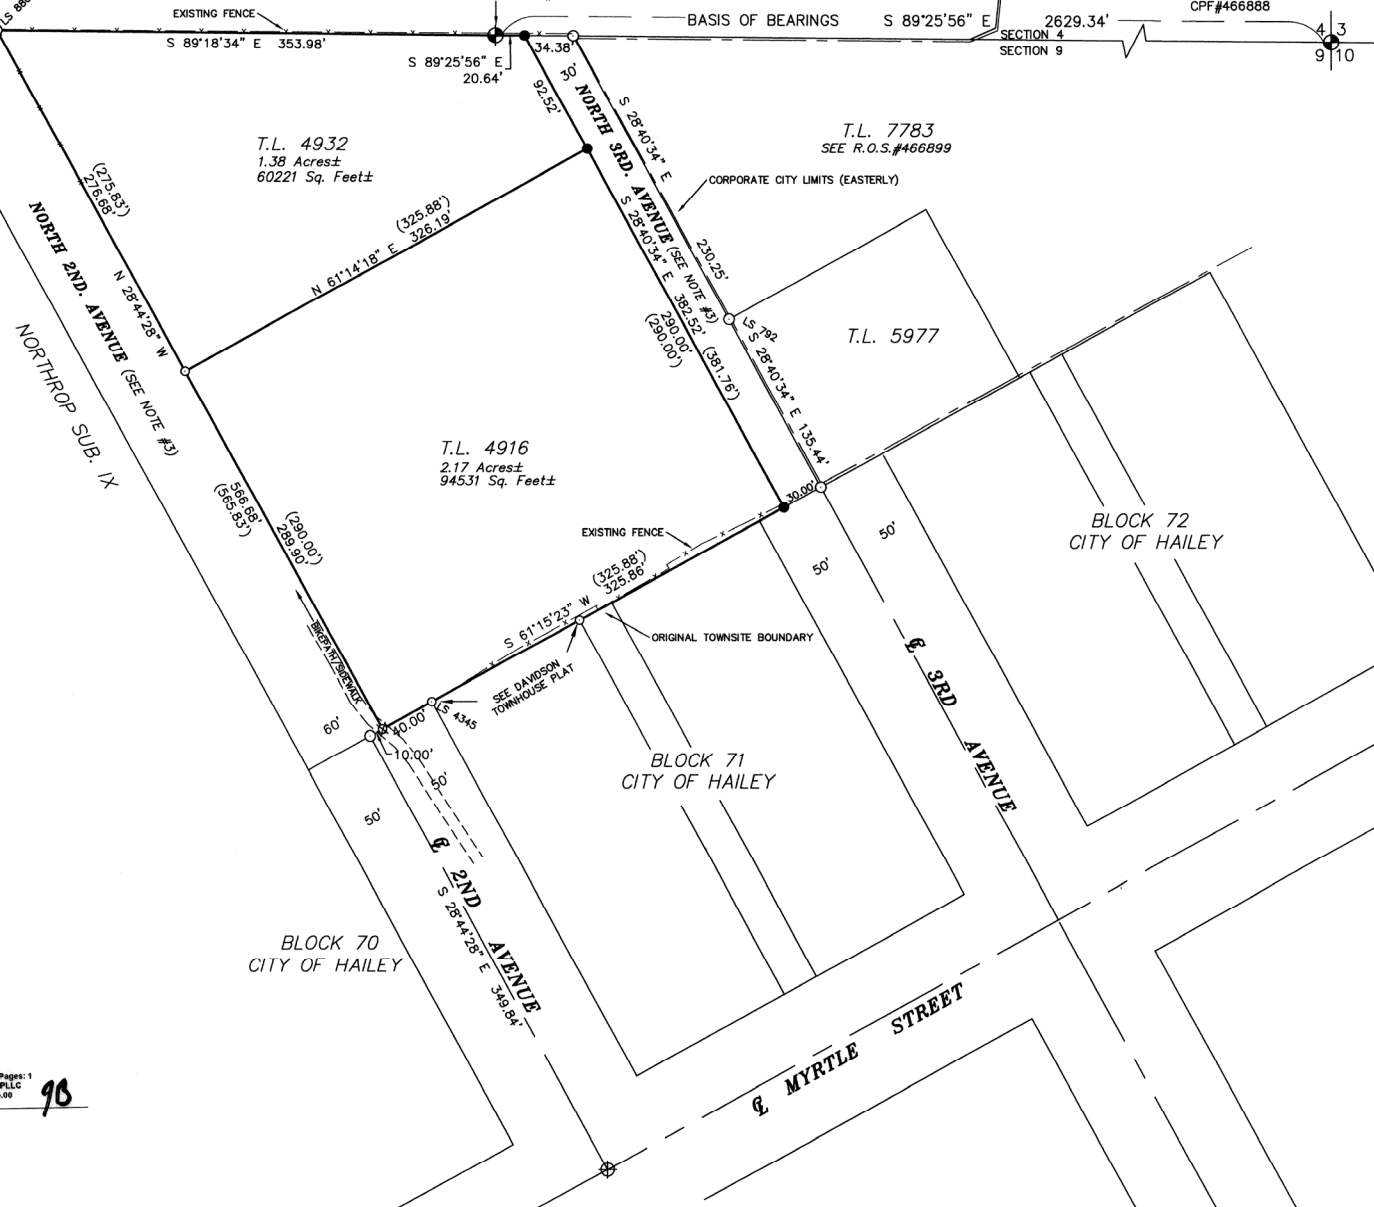 EXISTING FENCE
S 89°18'34" E 353.98'
BASIS OF BEARINGS S 89°25'56" E 2629.34'
CPF#466888
SECTION 4
SECTION 9
4 3
9 10
34.38'
S 89°25'56" E
20.64'
92.52'
30'
NORTH 3RD. AVENUE (SEE NOTE #3)
S 28°40'34" E
230.25'
T.L. 7783
SEE R.O.S.#466899
CORPORATE CITY LIMITS (EASTERLY)
T.L. 4932
1.38 Acres±
60221 Sq. Feet±
(275.83')
276.68'
N 28°44'28" W
NORTH 2ND. AVENUE (SEE NOTE #3)
NORTHROP SUB. IX
(325.88')
N 61°14'18" E 326.19'
S 28°40'34" E 382.52' (381.76')
290.00'
(290.00')
LS 792
S 28°40'34" E 135.44'
T.L. 5977
T.L. 4916
2.17 Acres±
94531 Sq. Feet±
566.68'
(565.83')
(290.00')
289.90'
30.00'
EXISTING FENCE
(325.88')
S 61°15'23" W 325.86'
ORIGINAL TOWNSITE BOUNDARY
SEE DAVIDSON
TOWNHOUSE PLAT
LS 4345
BIKEPATH/SIDEWALK
60'
40.00'
10.00'
50'
50'
50'
50'
BLOCK 72
CITY OF HAILEY
℄ 3RD AVENUE
BLOCK 71
CITY OF HAILEY
℄ 2ND AVENUE
S 28°44'28" E 349.84'
BLOCK 70
CITY OF HAILEY
℄ MYRTLE STREET
Pages: 1
PLLC
.00
9B